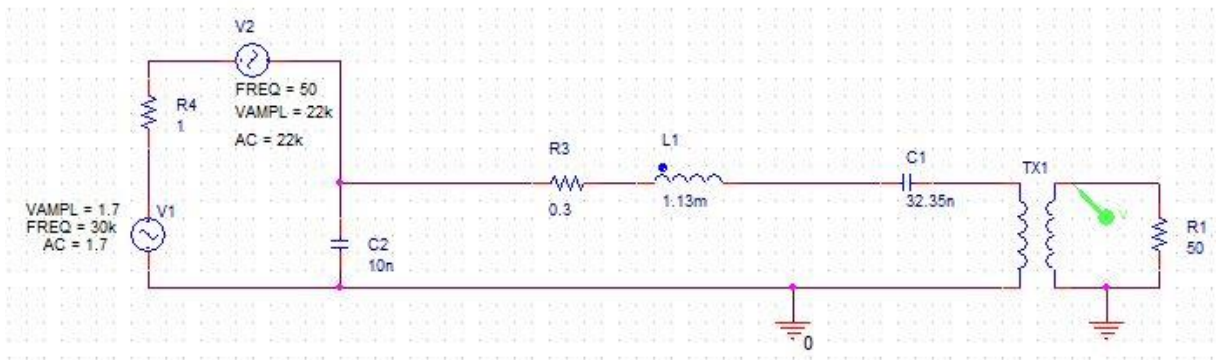 V2
FREQ = 50
VAMPL = 22k
AC = 22k
R4
1
VAMPL = 1.7
FREQ = 30k
AC = 1.7
V1
C2
10n
R3
0.3
L1
1.13m
C1
32.35n
TX1
V
R1
50
0